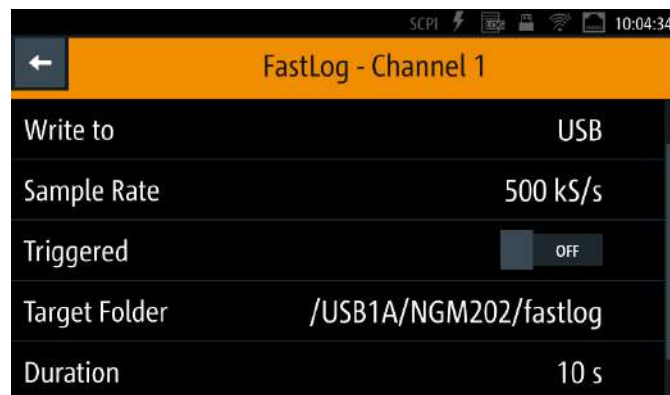 SCPI 10:04:34
FastLog - Channel 1
Write to USB
Sample Rate 500 kS/s
Triggered OFF
Target Folder /USB1A/NGM202/fastlog
Duration 10 s